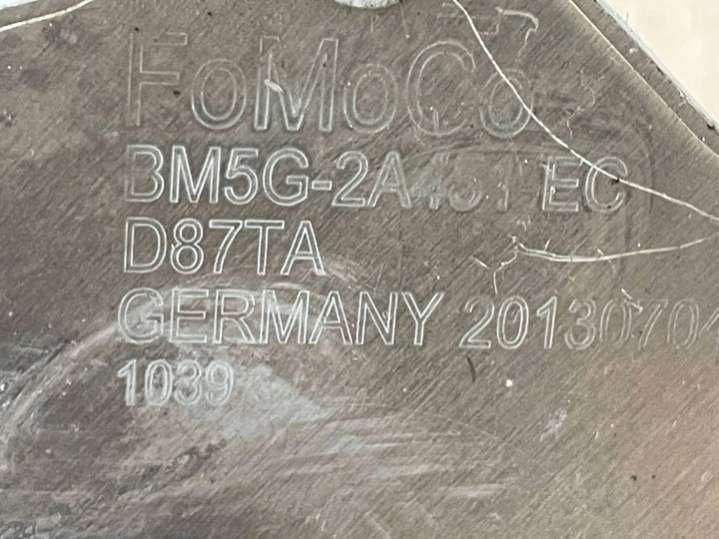 FoMoCo
BM5G-2A451-EC
D87TA
GERMANY 20130704
1039